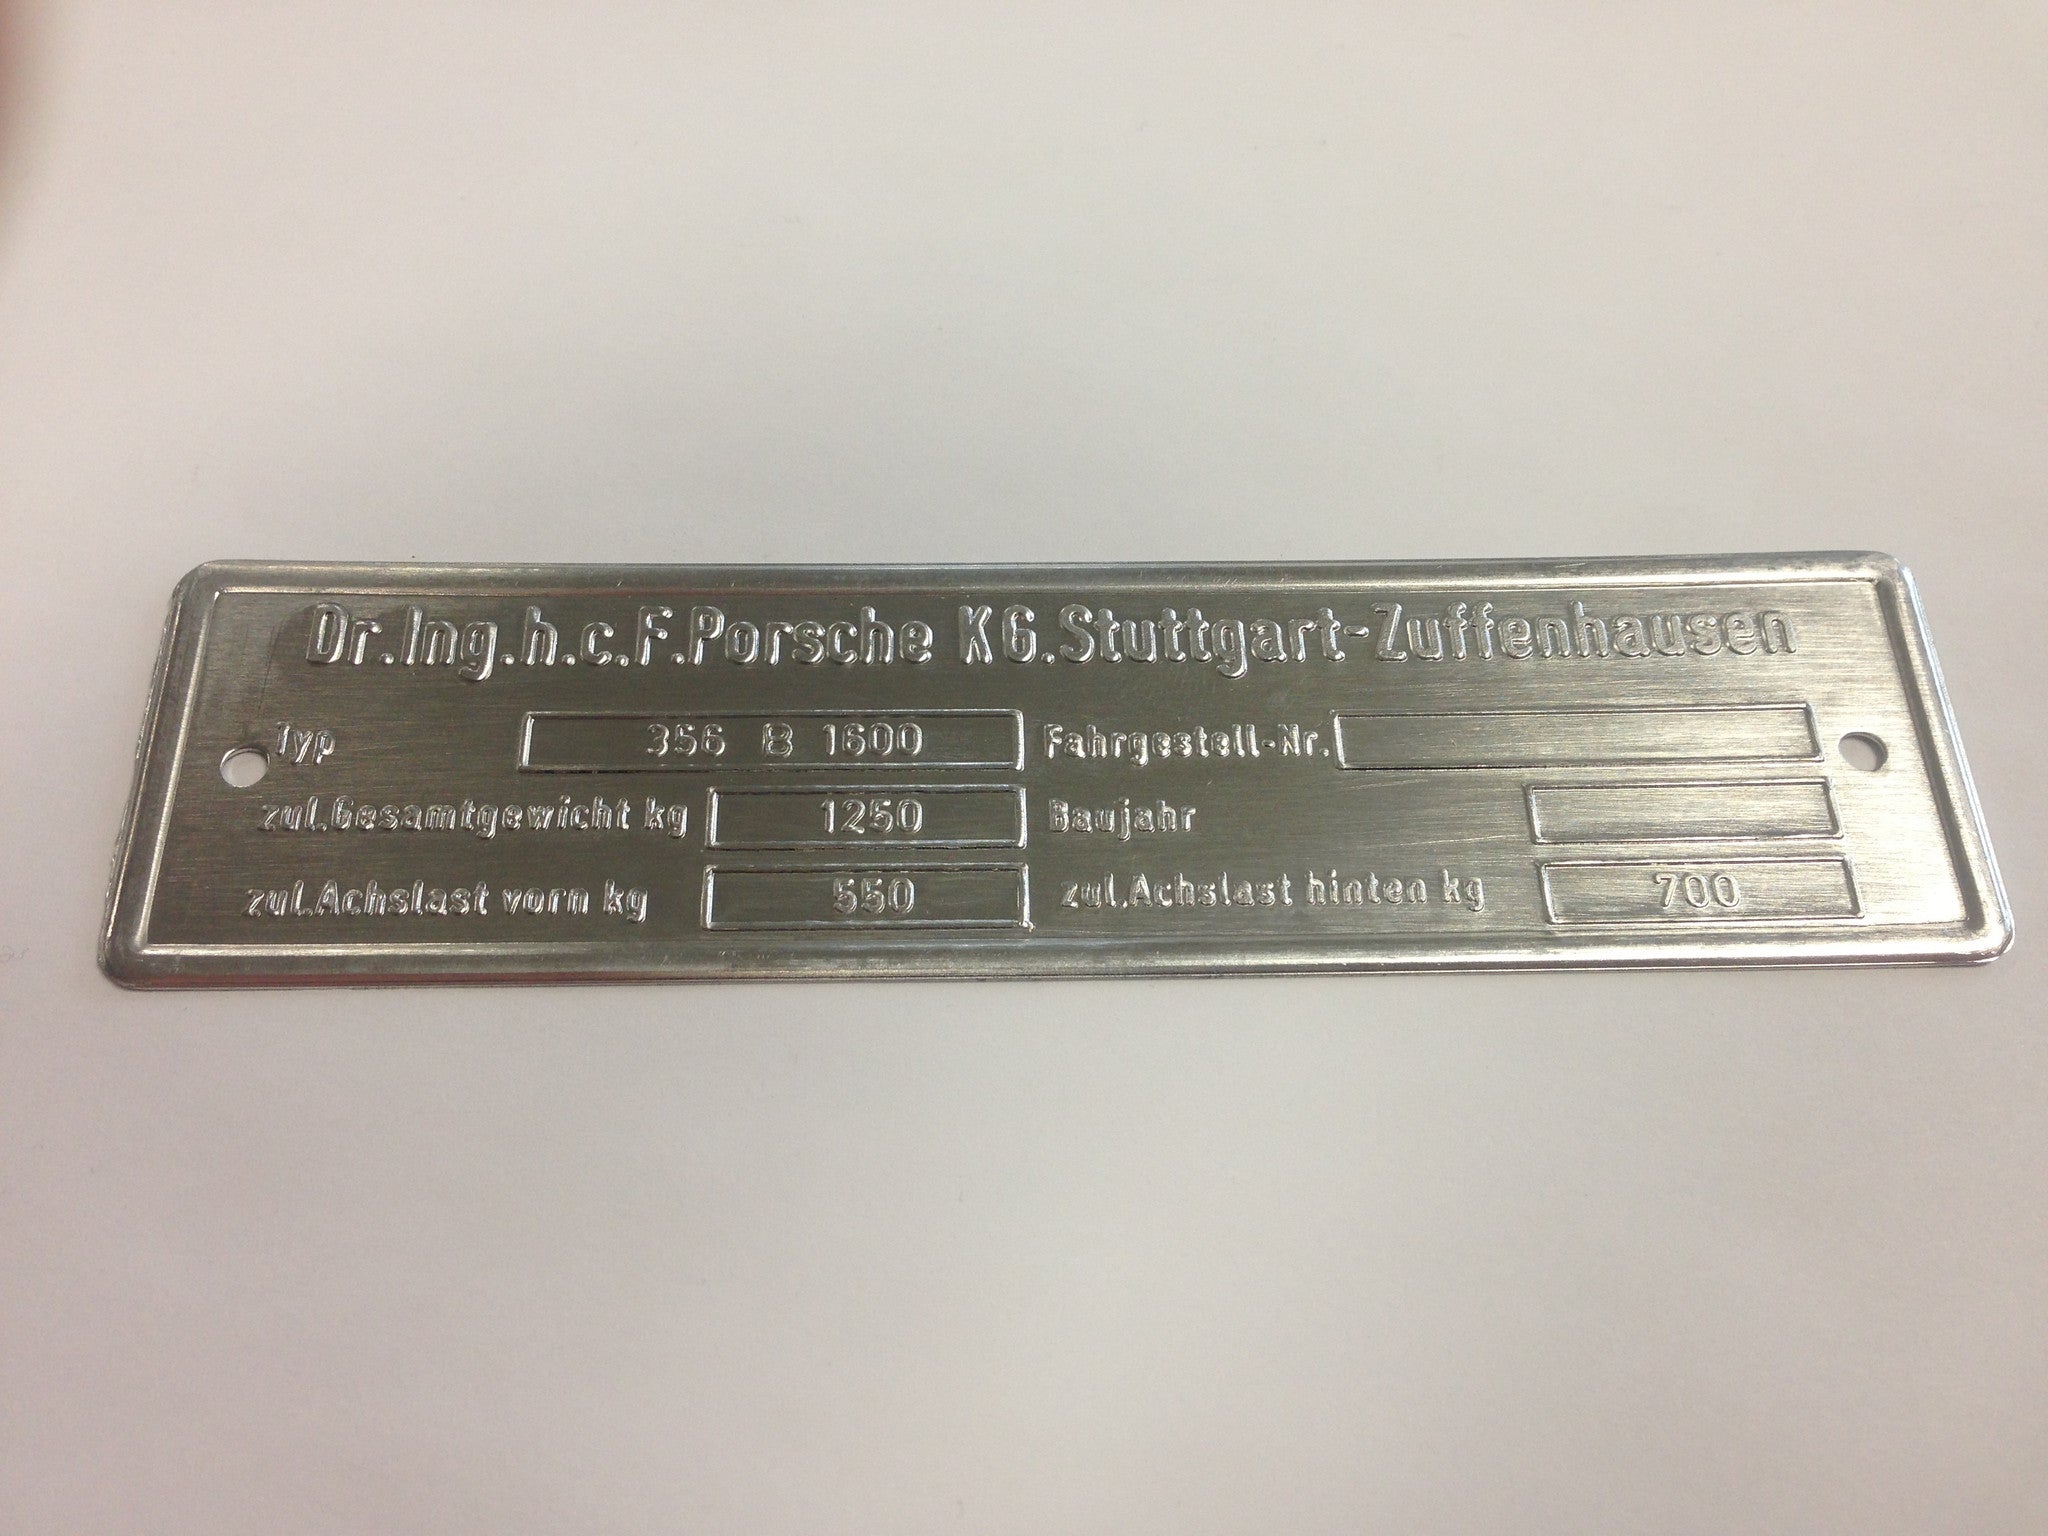 Dr.Ing.h.c.F.Porsche KG.Stuttgart-Zuffenhausen
Typ 356 B 1600 Fahrgestell-Nr.
zul.Gesamtgewicht kg 1250 Baujahr
zul.Achslast vorn kg 550 zul.Achslast hinten kg 700